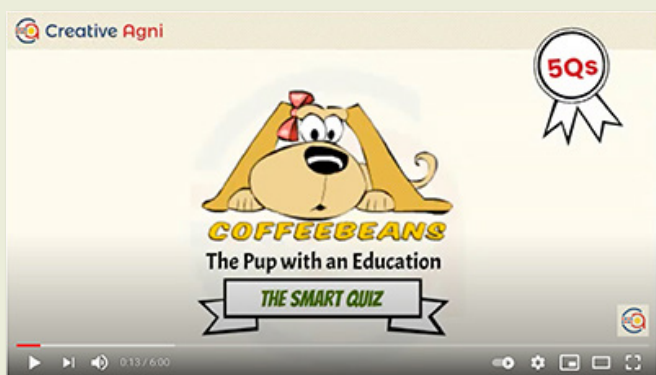 Creative Agni
5Qs
COFFEEBEANS
The Pup with an Education
THE SMART QUIZ
0:13 / 6:00